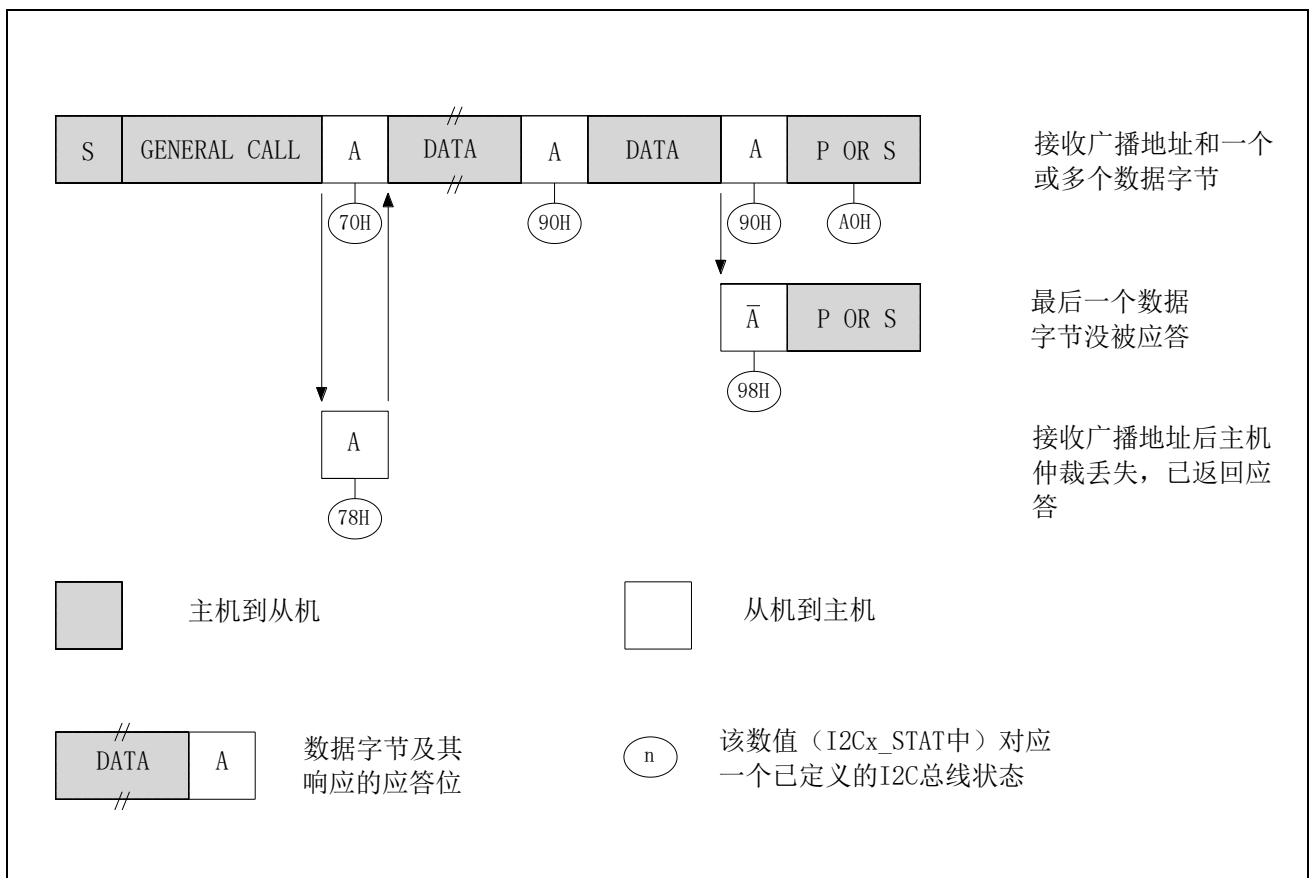 S GENERAL CALL A DATA A DATA A P OR S
接收广播地址和一个
或多个数据字节
70H 90H 90H A0H
A̅ P OR S
最后一个数据
字节没被应答
98H
A
接收广播地址后主机
仲裁丢失，已返回应
答
78H
主机到从机
从机到主机
DATA A
数据字节及其
响应的应答位
n
该数值（I2Cx_STAT中）对应
一个已定义的I2C总线状态